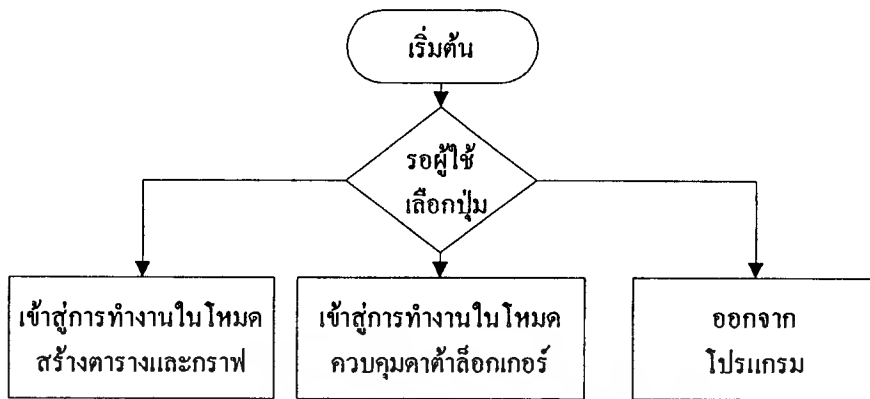 เริ่มต้น
รอผู้ใช้
เลือกปุ่ม
เข้าสู่การทำงานในโหมด
สร้างตารางและกราฟ
เข้าสู่การทำงานในโหมด
ควบคุมดาต้าล็อกเกอร์
ออกจาก
โปรแกรม